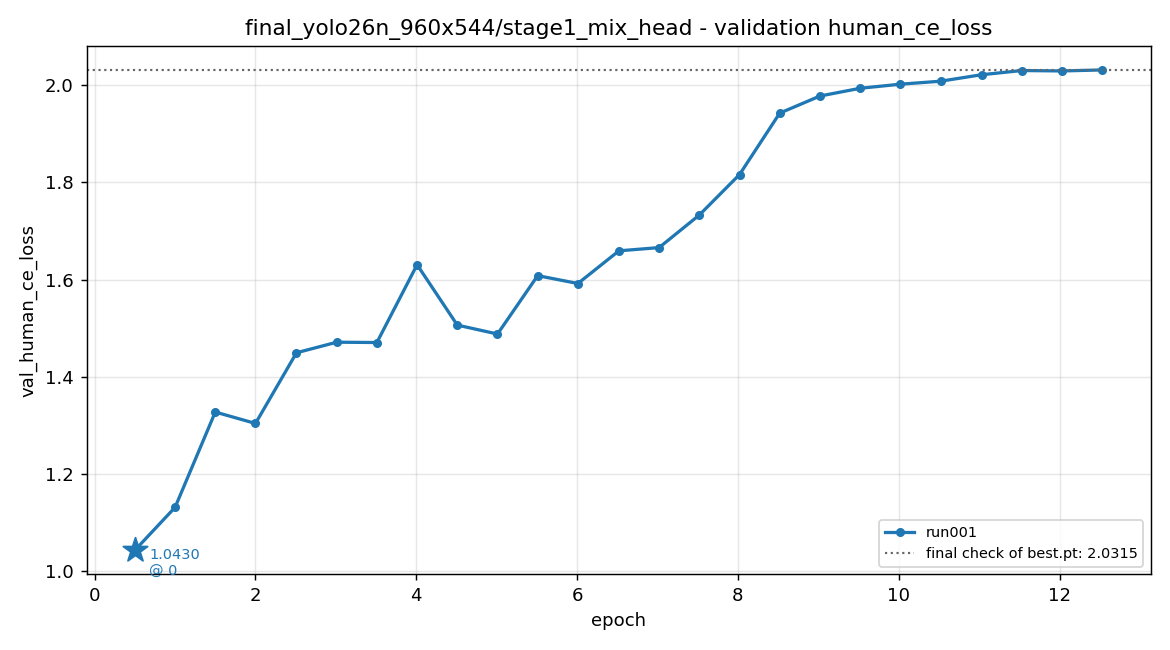 final_yolo26n_960x544/stage1_mix_head - validation human_ce_loss
val_human_ce_loss
2.0
1.8
1.6
1.4
1.2
1.0
1.0430
@ 0
run001
final check of best.pt: 2.0315
0 2 4 6 8 10 12
epoch